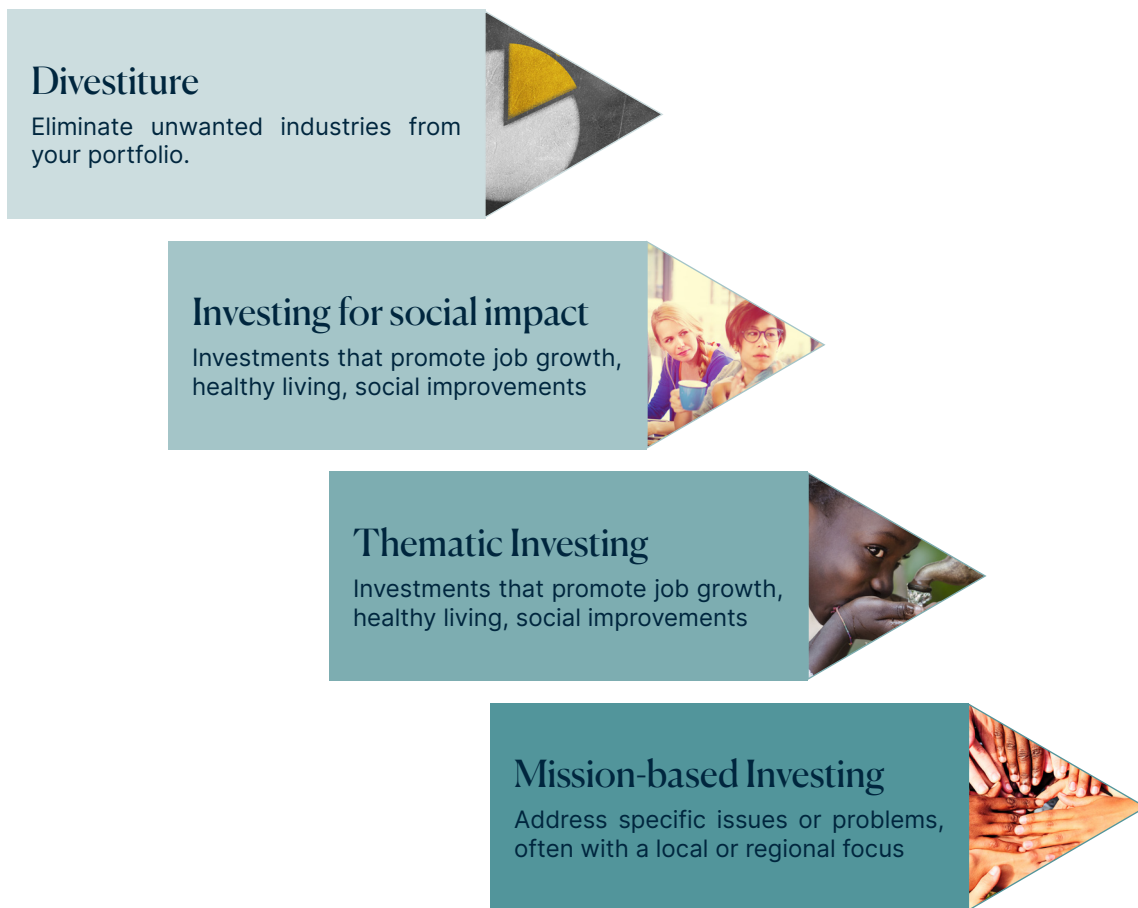 Divestiture
Eliminate unwanted industries from
your portfolio.
Investing for social impact
Investments that promote job growth,
healthy living, social improvements
Thematic Investing
Investments that promote job growth,
healthy living, social improvements
Mission-based Investing
Address specific issues or problems,
often with a local or regional focus